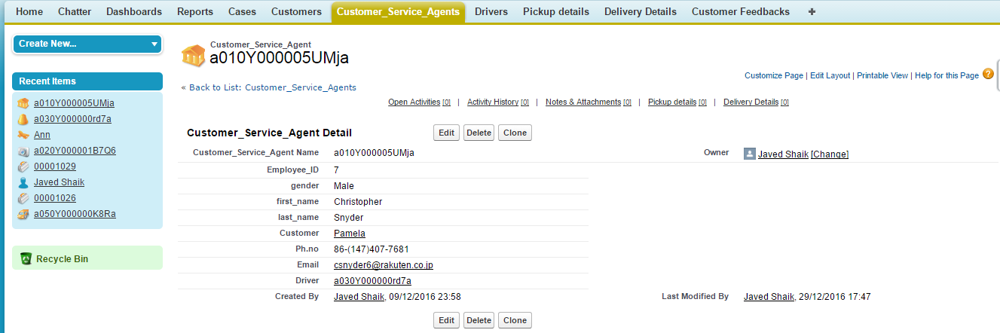 Home Chatter Dashboards Reports Cases Customers Customer_Service_Agents Drivers Pickup details Delivery Details Customer Feedbacks +
Create New...
Recent Items
a010Y000005UMja
a030Y000000rd7a
Ann
a020Y000001B7Q6
00001029
Javed Shaik
00001026
a050Y000000K8Ra
Recycle Bin
Customer_Service_Agent
a010Y000005UMja
Customize Page | Edit Layout | Printable View | Help for this Page ?
« Back to List: Customer_Service_Agents
Open Activities [0] | Activity History [0] | Notes & Attachments [0] | Pickup details [0] | Delivery Details [0]
Customer_Service_Agent Detail Edit Delete Clone
Customer_Service_Agent Name a010Y000005UMja Owner Javed Shaik [Change]
Employee_ID 7
gender Male
first_name Christopher
last_name Snyder
Customer Pamela
Ph.no 86-(147)407-7681
Email csnyder6@rakuten.co.jp
Driver a030Y000000rd7a
Created By Javed Shaik, 09/12/2016 23:58 Last Modified By Javed Shaik, 29/12/2016 17:47
Edit Delete Clone